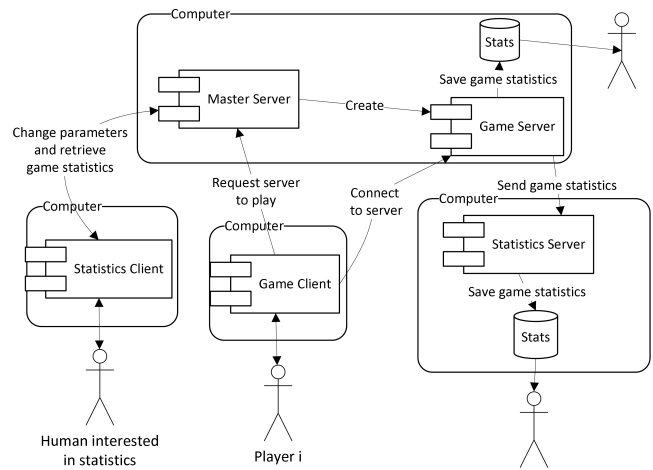 Computer
Stats
Save game statistics
Master Server
Create
Game Server
Change parameters
and retrieve
game statistics
Request server
to play
Connect
to server
Send game statistics
Computer
Statistics Client
Computer
Game Client
Computer
Statistics Server
Save game statistics
Stats
Human interested
in statistics
Player i